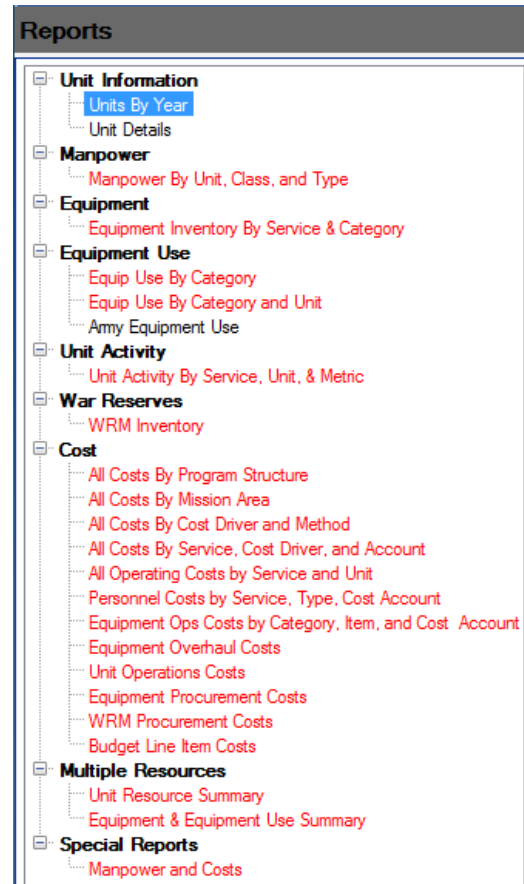 Reports
Unit Information
Units By Year
Unit Details
Manpower
Manpower By Unit, Class, and Type
Equipment
Equipment Inventory By Service & Category
Equipment Use
Equip Use By Category
Equip Use By Category and Unit
Army Equipment Use
Unit Activity
Unit Activity By Service, Unit, & Metric
War Reserves
WRM Inventory
Cost
All Costs By Program Structure
All Costs By Mission Area
All Costs By Cost Driver and Method
All Costs By Service, Cost Driver, and Account
All Operating Costs by Service and Unit
Personnel Costs by Service, Type, Cost Account
Equipment Ops Costs by Category, Item, and Cost  Account
Equipment Overhaul Costs
Unit Operations Costs
Equipment Procurement Costs
WRM Procurement Costs
Budget Line Item Costs
Multiple Resources
Unit Resource Summary
Equipment & Equipment Use Summary
Special Reports
Manpower and Costs